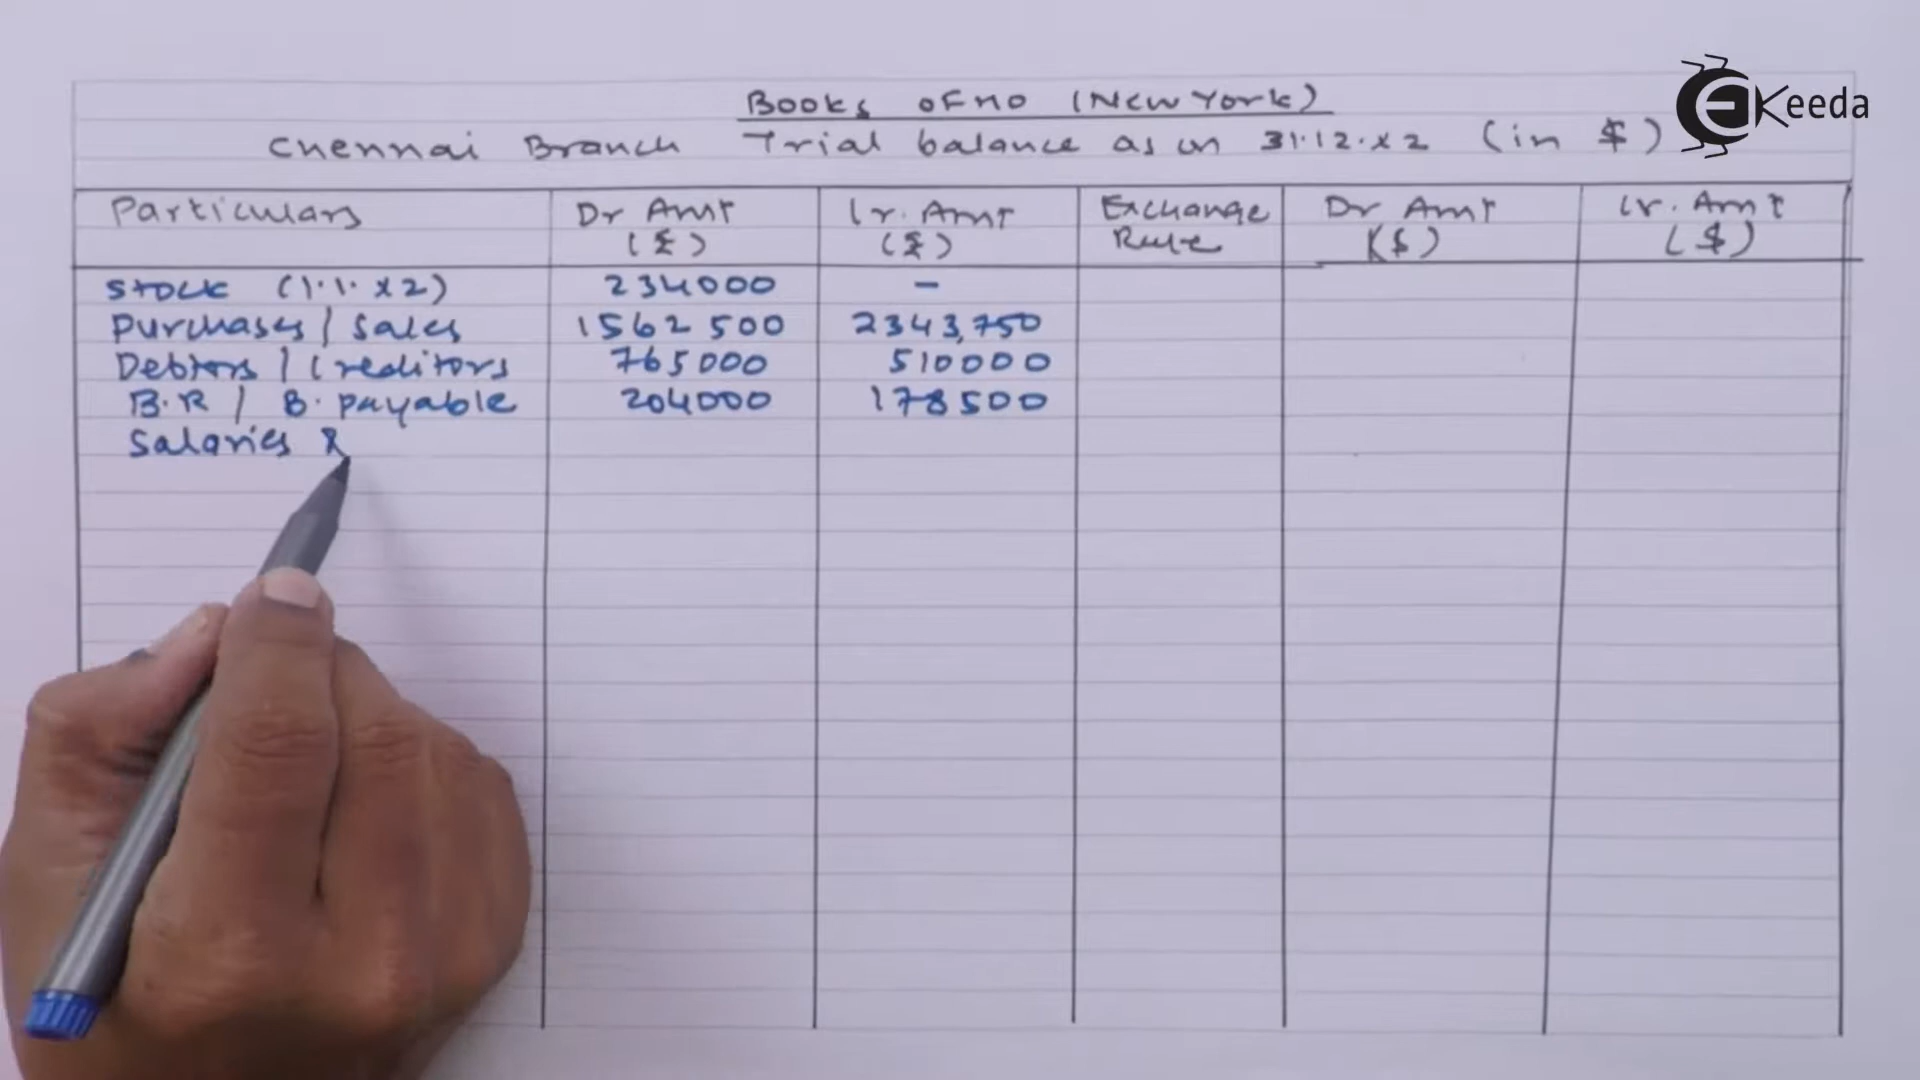 Books of HO (New York)
Chennai Branch Trial balance as on 31.12.x2 (in $)
EKeeda
Particulars Dr Amt (₹) Cr. Amt (₹) Exchange Rate Dr Amt ($) Cr. Amt ($)
Stock (1.1.x2) 234000 -
Purchases / Sales 1562500 2343,750
Debtors / Creditors 765000 510000
B.R / B. payable 204000 178500
Salaries &